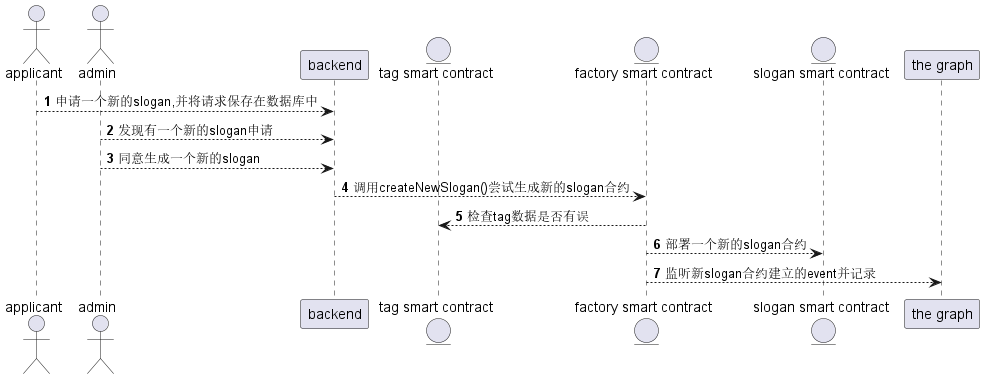 applicant
admin
backend
tag smart contract
factory smart contract
slogan smart contract
the graph
1 申请一个新的slogan,并将请求保存在数据库中
2 发现有一个新的slogan申请
3 同意生成一个新的slogan
4 调用createNewSlogan()尝试生成新的slogan合约
5 检查tag数据是否有误
6 部署一个新的slogan合约
7 监听新slogan合约建立的event并记录
applicant
admin
backend
tag smart contract
factory smart contract
slogan smart contract
the graph